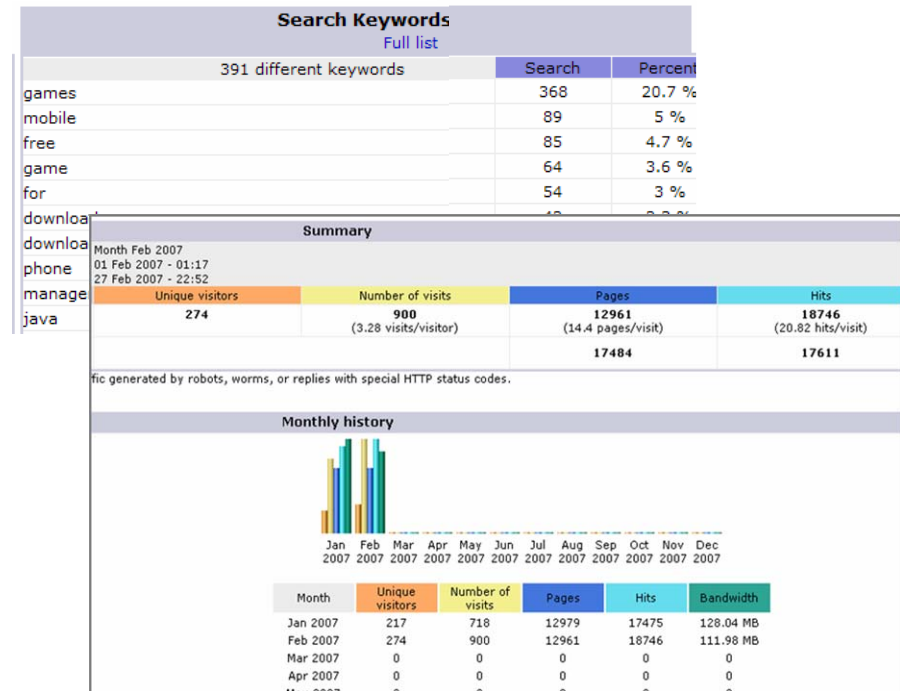 Search Keywords
Full list
391 different keywords Search Percent
games 368 20.7 %
mobile 89 5 %
free 85 4.7 %
game 64 3.6 %
for 54 3 %
downloa
downloa
phone
manage
java
Summary
Month Feb 2007
01 Feb 2007 - 01:17
27 Feb 2007 - 22:52
Unique visitors Number of visits Pages Hits
274 900 12961 18746
(3.28 visits/visitor) (14.4 pages/visit) (20.82 hits/visit)
17484 17611
fic generated by robots, worms, or replies with special HTTP status codes.
Monthly history
Jan Feb Mar Apr May Jun Jul Aug Sep Oct Nov Dec
2007 2007 2007 2007 2007 2007 2007 2007 2007 2007 2007 2007
Month Unique visitors Number of visits Pages Hits Bandwidth
Jan 2007 217 718 12979 17475 128.04 MB
Feb 2007 274 900 12961 18746 111.98 MB
Mar 2007 0 0 0 0 0
Apr 2007 0 0 0 0 0